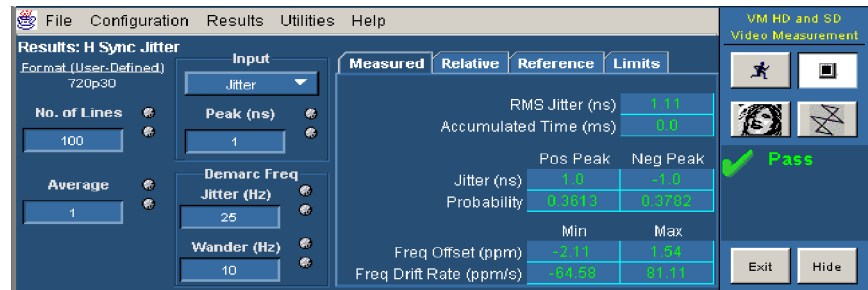 File Configuration Results Utilities Help
VM HD and SD
Video Measurement
Results: H Sync Jitter
Format (User-Defined)
720p30
No. of Lines
100
Average
1
Input
Jitter
Peak (ns)
1
Demarc Freq
Jitter (Hz)
25
Wander (Hz)
10
Measured Relative Reference Limits
RMS Jitter (ns) 1.11
Accumulated Time (ms) 0.0
Pos Peak Neg Peak
Jitter (ns) 1.0 -1.0
Probability 0.3613 0.3782
Min Max
Freq Offset (ppm) -2.11 1.54
Freq Drift Rate (ppm/s) -64.58 81.11
Pass
Exit Hide